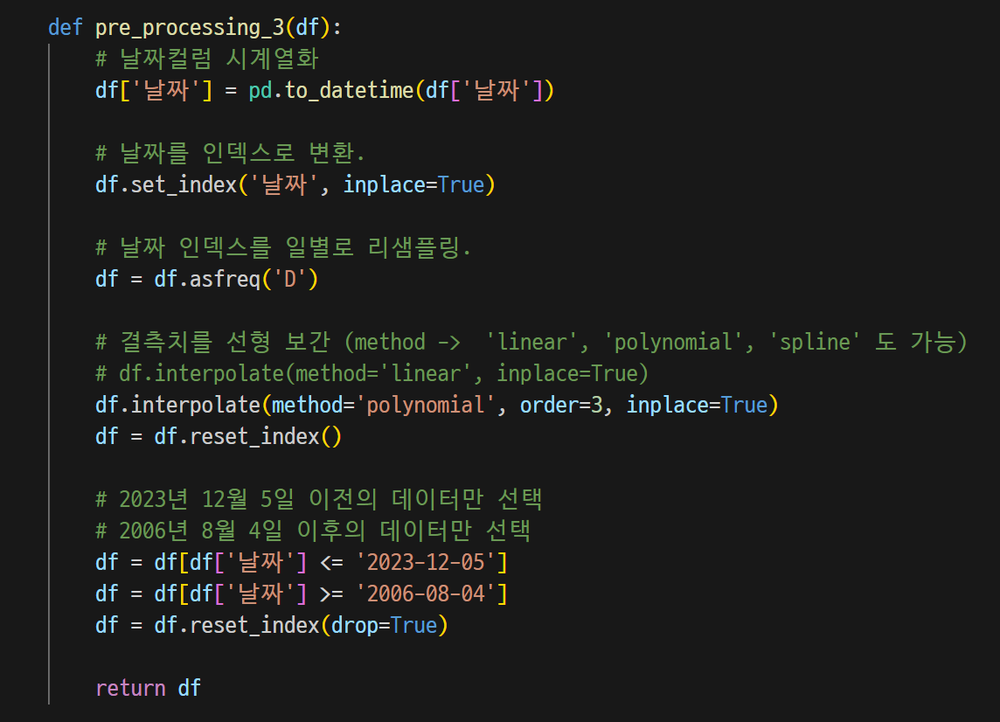 def pre_processing_3(df):
    # 날짜컬럼 시계열화
    df['날짜'] = pd.to_datetime(df['날짜'])

    # 날짜를 인덱스로 변환.
    df.set_index('날짜', inplace=True)

    # 날짜 인덱스를 일별로 리샘플링.
    df = df.asfreq('D')

    # 결측치를 선형 보간 (method ->  'linear', 'polynomial', 'spline' 도 가능)
    # df.interpolate(method='linear', inplace=True)
    df.interpolate(method='polynomial', order=3, inplace=True)
    df = df.reset_index()

    # 2023년 12월 5일 이전의 데이터만 선택
    # 2006년 8월 4일 이후의 데이터만 선택
    df = df[df['날짜'] <= '2023-12-05']
    df = df[df['날짜'] >= '2006-08-04']
    df = df.reset_index(drop=True)

    return df